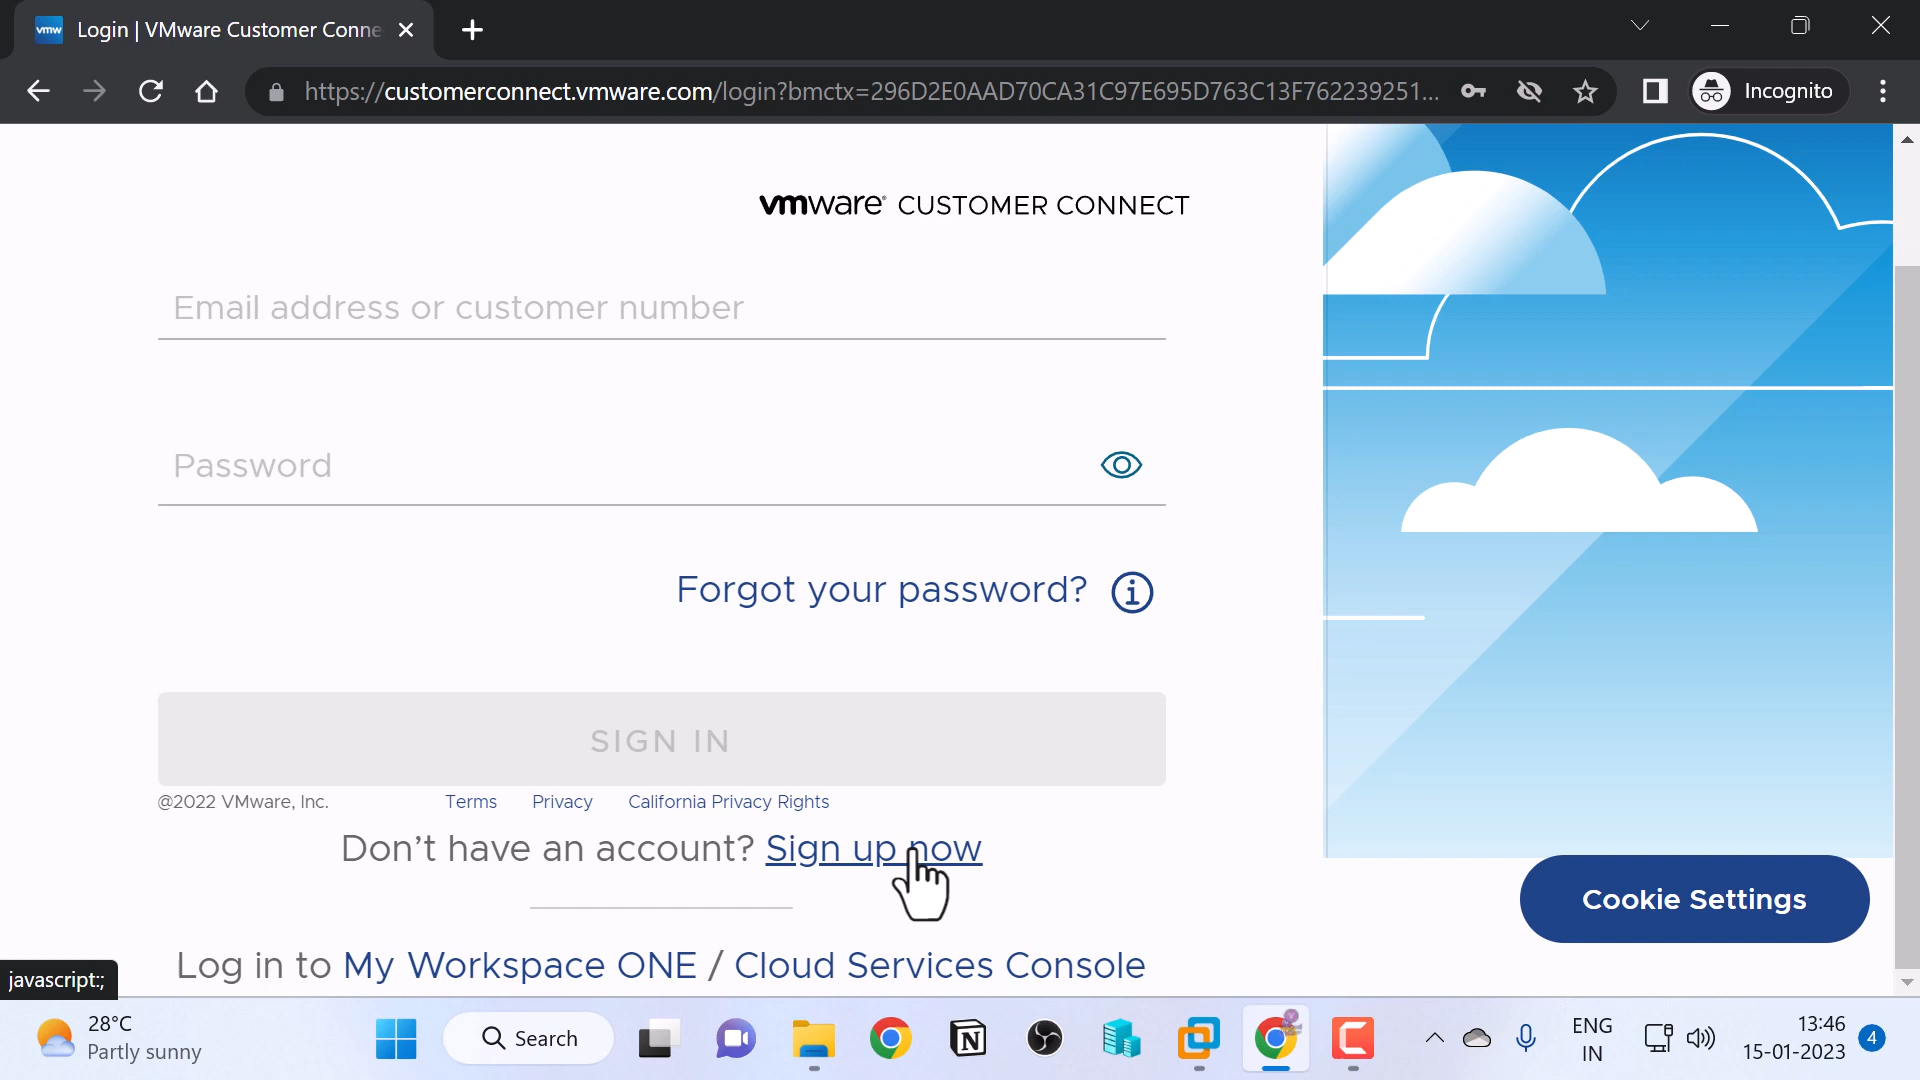 vmw Login | VMware Customer Conne
https://customerconnect.vmware.com/login?bmctx=296D2E0AAD70CA31C97E695D763C13F762239251... Incognito
vmware® CUSTOMER CONNECT
Email address or customer number
Password
Forgot your password?
SIGN IN
@2022 VMware, Inc. Terms Privacy California Privacy Rights
Don't have an account? Sign up now
Cookie Settings
Log in to My Workspace ONE / Cloud Services Console
javascript:;
28°C
Partly sunny
Search
ENG
IN
13:46
15-01-2023
4